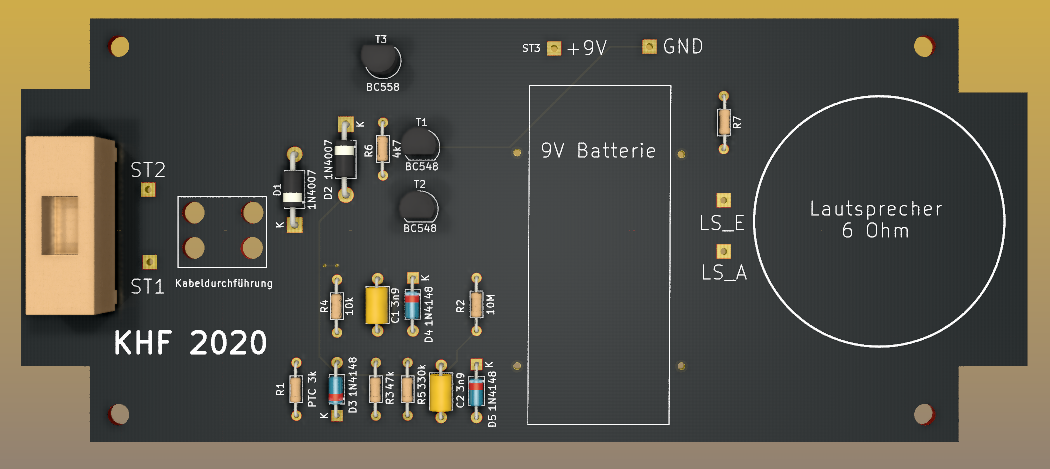 T3
BC558
ST3
+9V
GND
K
T1
BC548
R6
4k7
D2 1N4007
R7
9V Batterie
ST2
D1
1N4007
K
T2
BC548
LS_E
Lautsprecher
6 Ohm
LS_A
ST1
Kabeldurchführung
K
R4
10k
C1 3n9
D4 1N4148
R2
10M
KHF 2020
R1
PTC 3k
K
D3 1N4148
R3 47k
R5 330k
C2 3n9
K
D5 1N4148